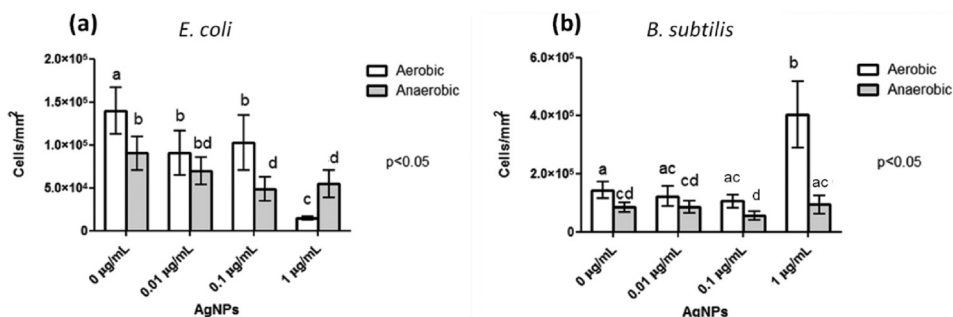 (a)
E. coli
2.0×10⁵
1.5×10⁵
1.0×10⁵
5.0×10⁴
0
Cells/mm²
a
b
b
bd
b
d
c
d
Aerobic
Anaerobic
p<0.05
0 µg/mL
0.01 µg/mL
0.1 µg/mL
1 µg/mL
AgNPs
(b)
B. subtilis
6.0×10⁵
4.0×10⁵
2.0×10⁵
0
Cells/mm²
a
cd
ac
cd
ac
d
b
ac
Aerobic
Anaerobic
p<0.05
0 µg/mL
0.01 µg/mL
0.1 µg/mL
1 µg/mL
AgNPs